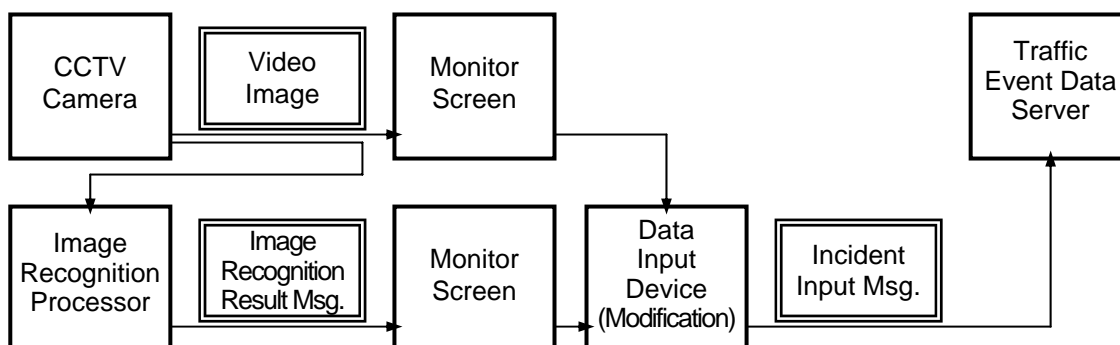 CCTV
Camera
Video
Image
Monitor
Screen
Traffic
Event Data
Server
Image
Recognition
Processor
Image
Recognition
Result Msg.
Monitor
Screen
Data
Input
Device
(Modification)
Incident
Input Msg.